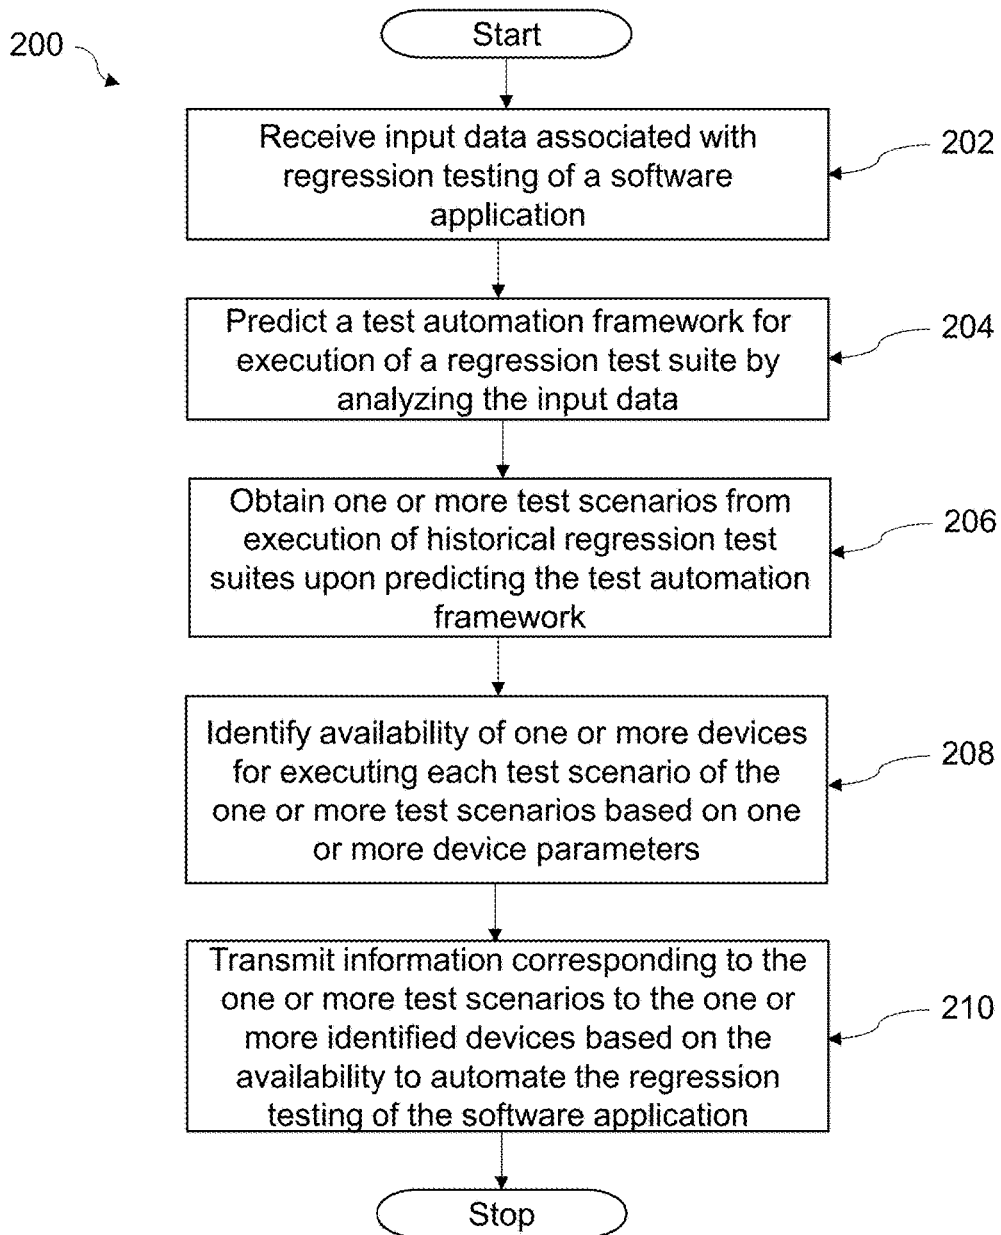 200
Start
Receive input data associated with
regression testing of a software
application
202
Predict a test automation framework for
execution of a regression test suite by
analyzing the input data
204
Obtain one or more test scenarios from
execution of historical regression test
suites upon predicting the test automation
framework
206
Identify availability of one or more devices
for executing each test scenario of the
one or more test scenarios based on one
or more device parameters
208
Transmit information corresponding to the
one or more test scenarios to the one or
more identified devices based on the
availability to automate the regression
testing of the software application
210
Stop